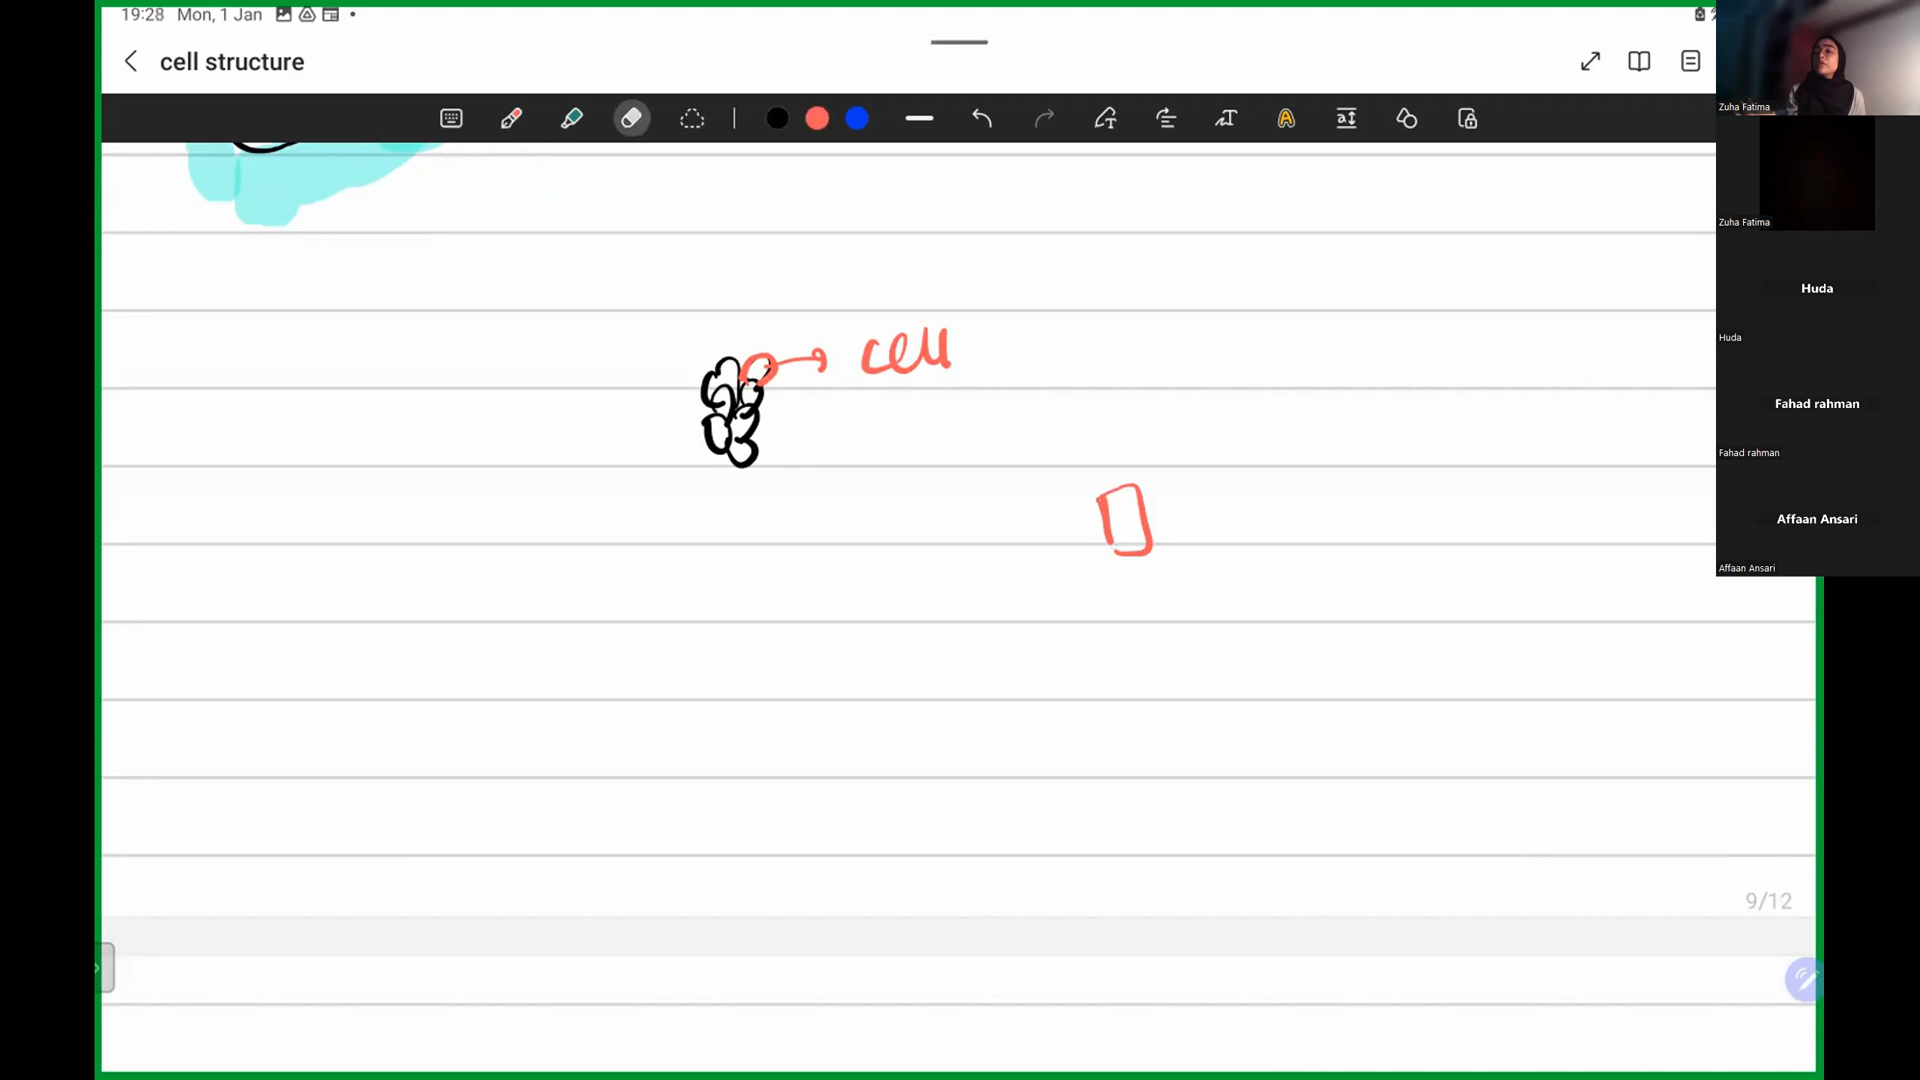 19:28 Mon, 1 Jan
cell structure
Zuha Fatima
Zuha Fatima
Huda
Huda
cell
Fahad rahman
Fahad rahman
Affaan Ansari
Affaan Ansari
9/12